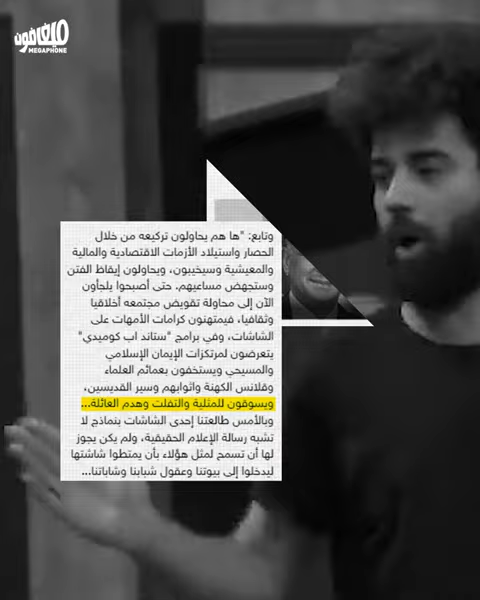 ميغافون
MEGAPHONE
وتابع: "ها هم يحاولون تركيعه من خلال
الحصار واستيلاد الأزمات الاقتصادية والمالية
والمعيشية وسيخيبون، ويحاولون إيقاظ الفتن
وستجهض مساعيهم. حتى أصبحوا يلجأون
الآن إلى محاولة تقويض مجتمعه أخلاقيا
وثقافيا، فيمتهنون كرامات الأمهات على
الشاشات، وفي برامج "ستاند اب كوميدي"
يتعرضون لمرتكزات الإيمان الإسلامي
والمسيحي ويستخفون بعمائم العلماء
وقلانس الكهنة واثوابهم وسير القديسين،
ويسوقون للمثلية والتفلت وهدم العائلة...
وبالأمس طالعتنا إحدى الشاشات بنماذج لا
تشبه رسالة الإعلام الحقيقية، ولم يكن يجوز
لها أن تسمح لمثل هؤلاء بأن يمتطوا شاشتها
ليدخلوا إلى بيوتنا وعقول شبابنا وشاباتنا...